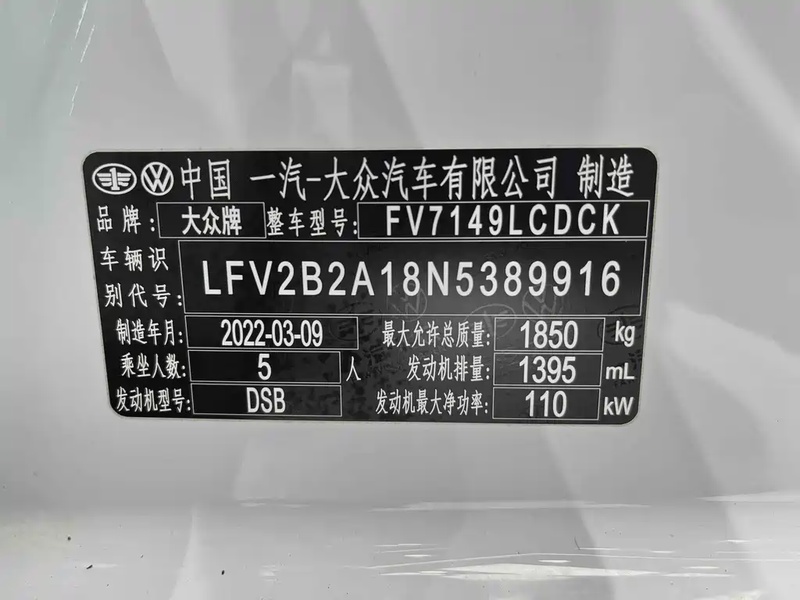 中国 一汽-大众汽车有限公司 制造
品牌: 大众牌 整车型号: FV7149LCDCK
车辆识别代号: LFV2B2A18N5389916
制造年月: 2022-03-09 最大允许总质量: 1850 kg
乘坐人数: 5 人 发动机排量: 1395 mL
发动机型号: DSB 发动机最大净功率: 110 kW